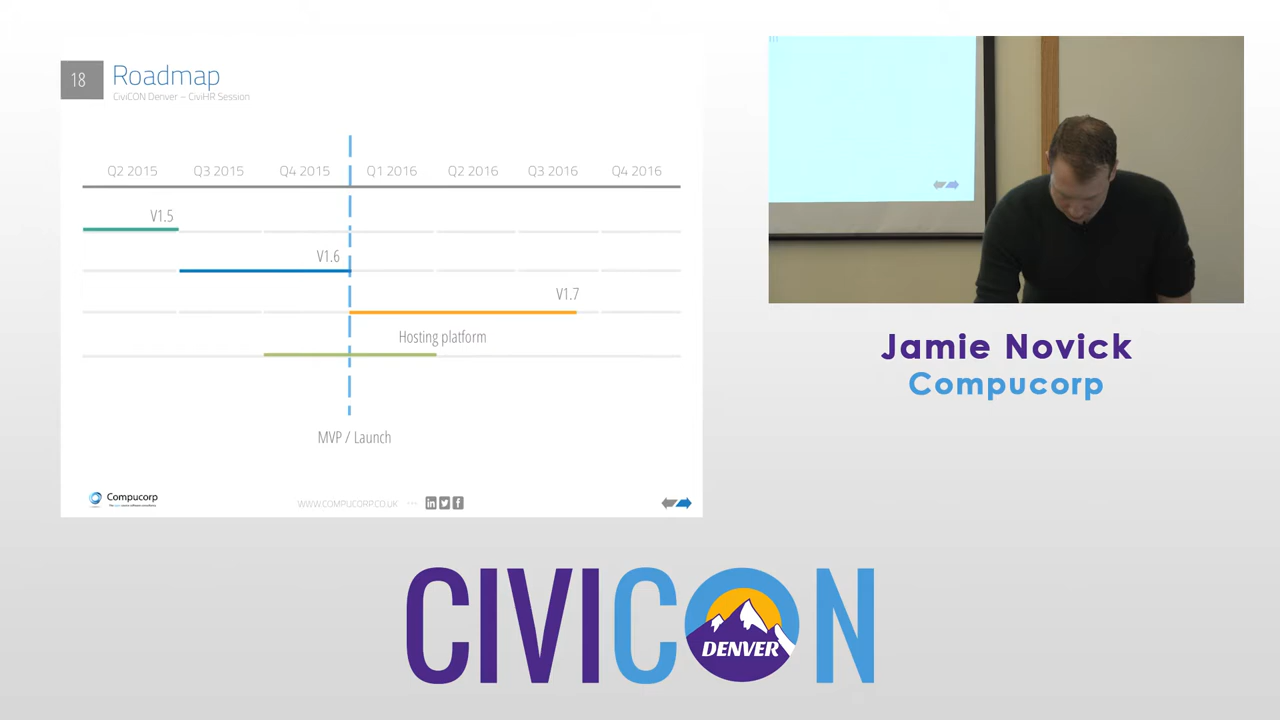 18
Roadmap
CiviCON Denver – CiviHR Session
Q2 2015 Q3 2015 Q4 2015 Q1 2016 Q2 2016 Q3 2016 Q4 2016
V1.5
V1.6
V1.7
Hosting platform
MVP / Launch
Compucorp
WWW.COMPUCORP.CO.UK
Jamie Novick
Compucorp
CIVICON
DENVER